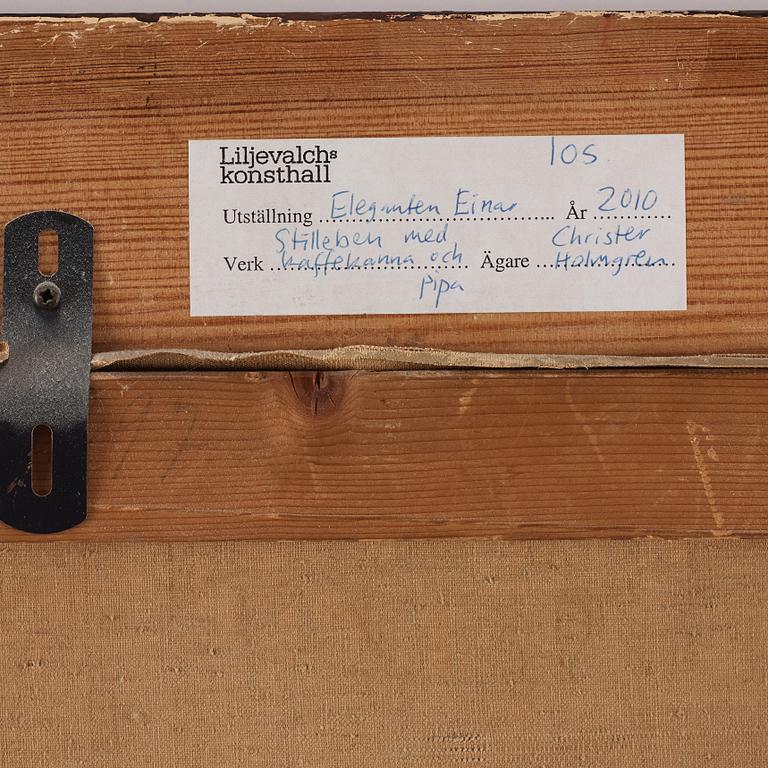 Liljevalchs
konsthall
105
Utställning Eleganten Einar År 2010
Verk Stilleben med
kaffekanna och
pipa
Ägare Christer
Holmgren